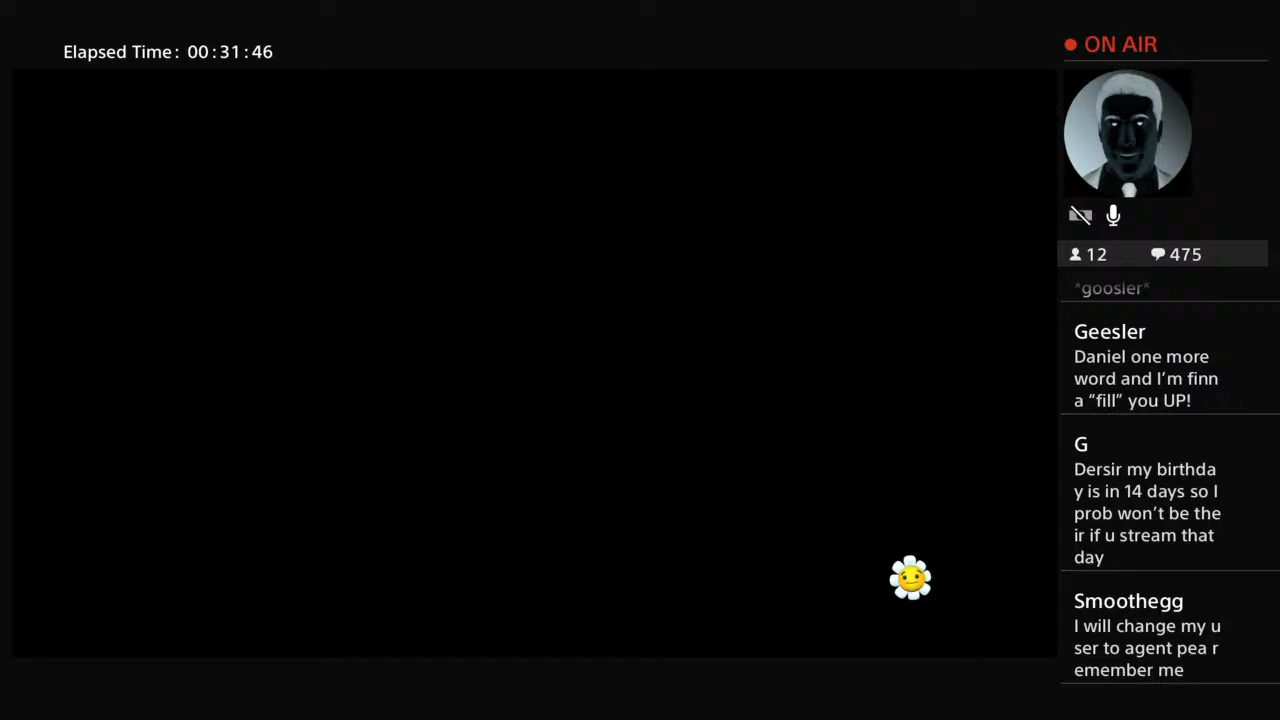 Elapsed Time: 00:31:46
ON AIR
12 475
*goosler*
Geesler
Daniel one more
word and I’m finn
a “fill” you UP!
G
Dersir my birthda
y is in 14 days so I
prob won’t be the
ir if u stream that
day
Smoothegg
I will change my u
ser to agent pea r
emember me